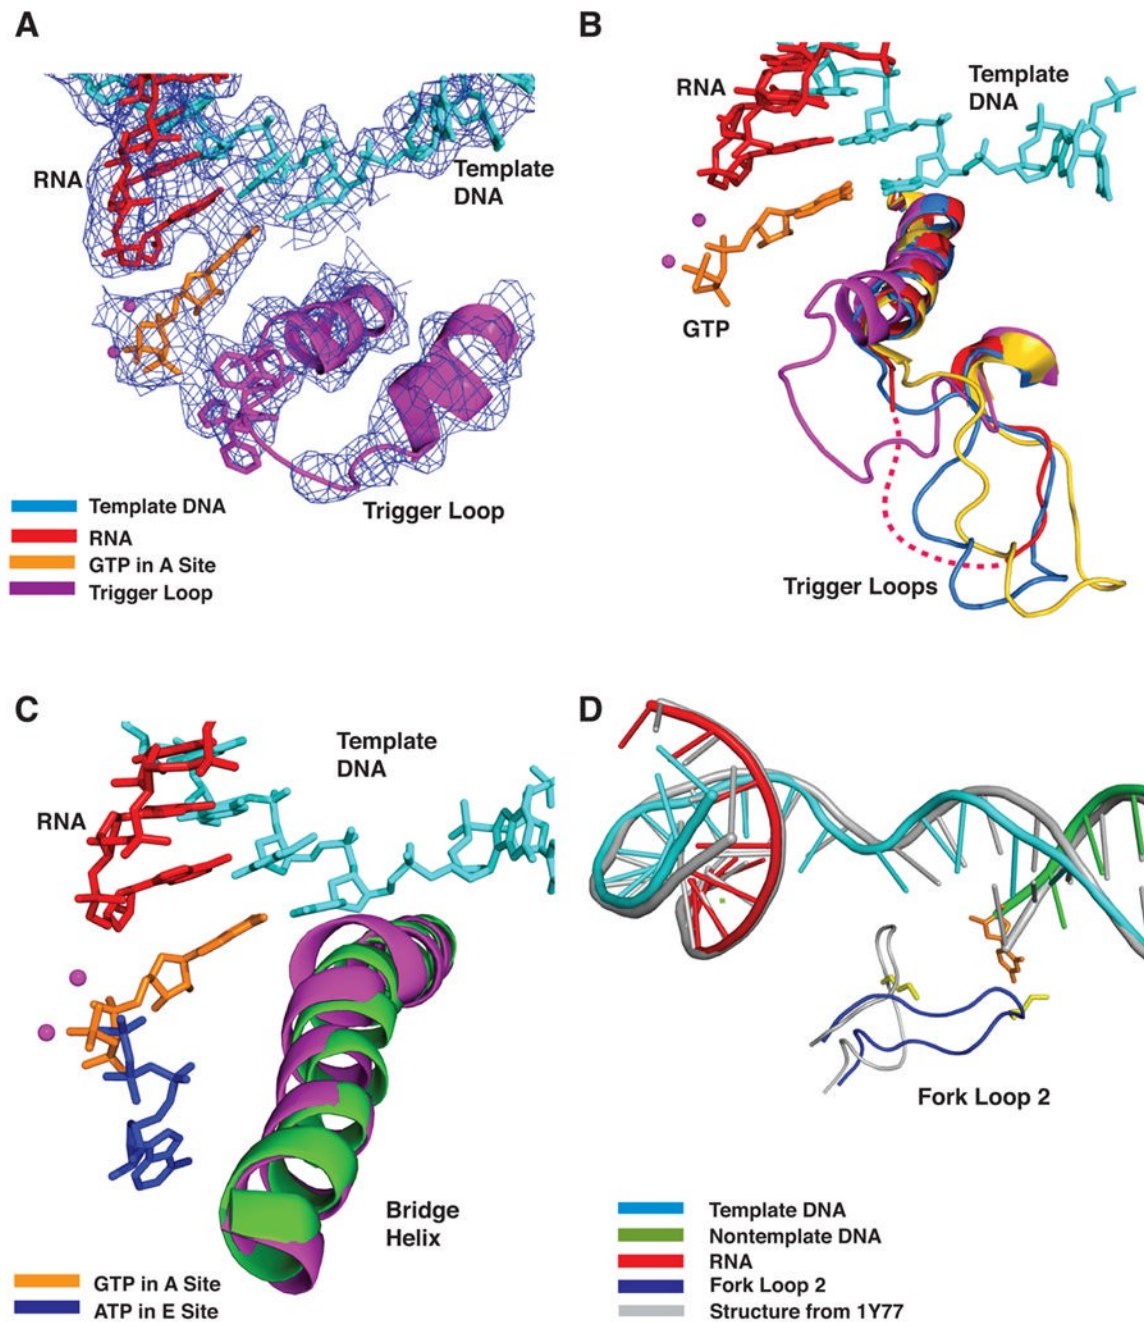 A
RNA
Template
DNA
Trigger Loop
Template DNA
RNA
GTP in A Site
Trigger Loop
B
RNA
Template
DNA
GTP
Trigger Loops
C
Template
DNA
RNA
Bridge
Helix
GTP in A Site
ATP in E Site
D
Fork Loop 2
Template DNA
Nontemplate DNA
RNA
Fork Loop 2
Structure from 1Y77